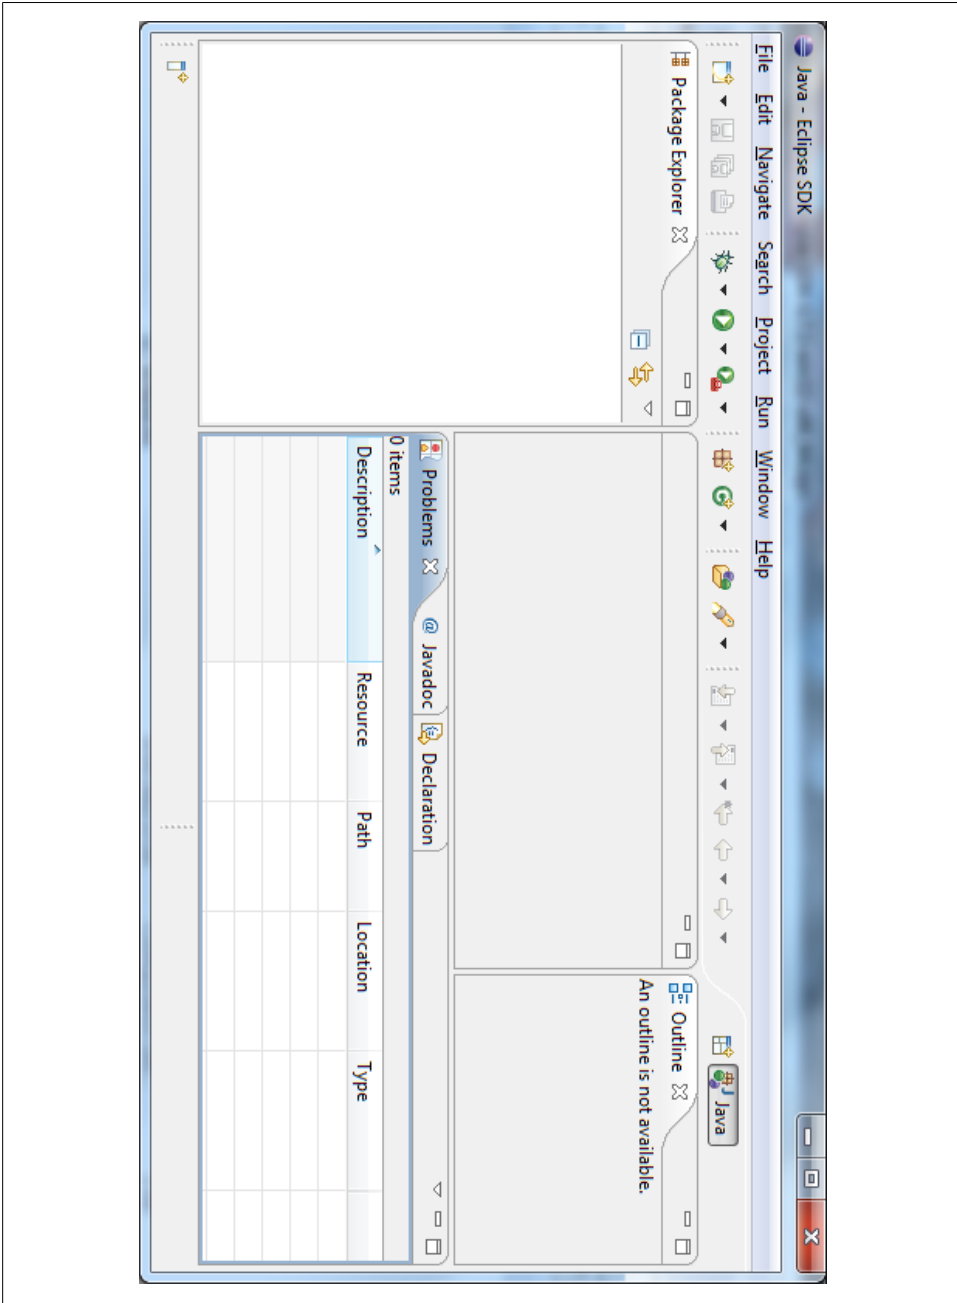 Java - Eclipse SDK
File Edit Navigate Search Project Run Window Help
Java
Package Explorer
Outline
An outline is not available.
Problems @ Javadoc Declaration
0 items
Description Resource Path Location Type